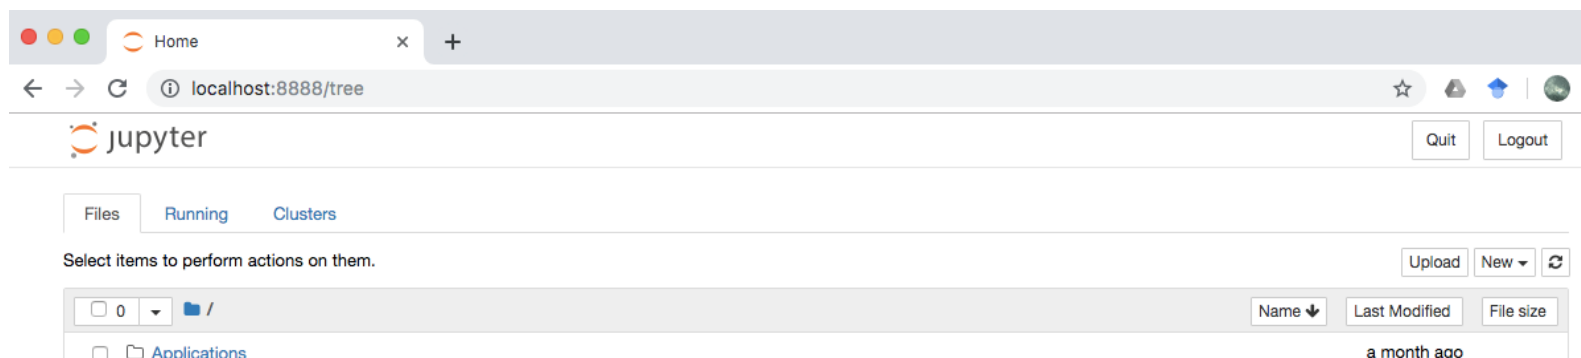 Home
localhost:8888/tree
jupyter
Quit Logout
Files Running Clusters
Select items to perform actions on them.
Upload New
0 / Name Last Modified File size
Applications a month ago